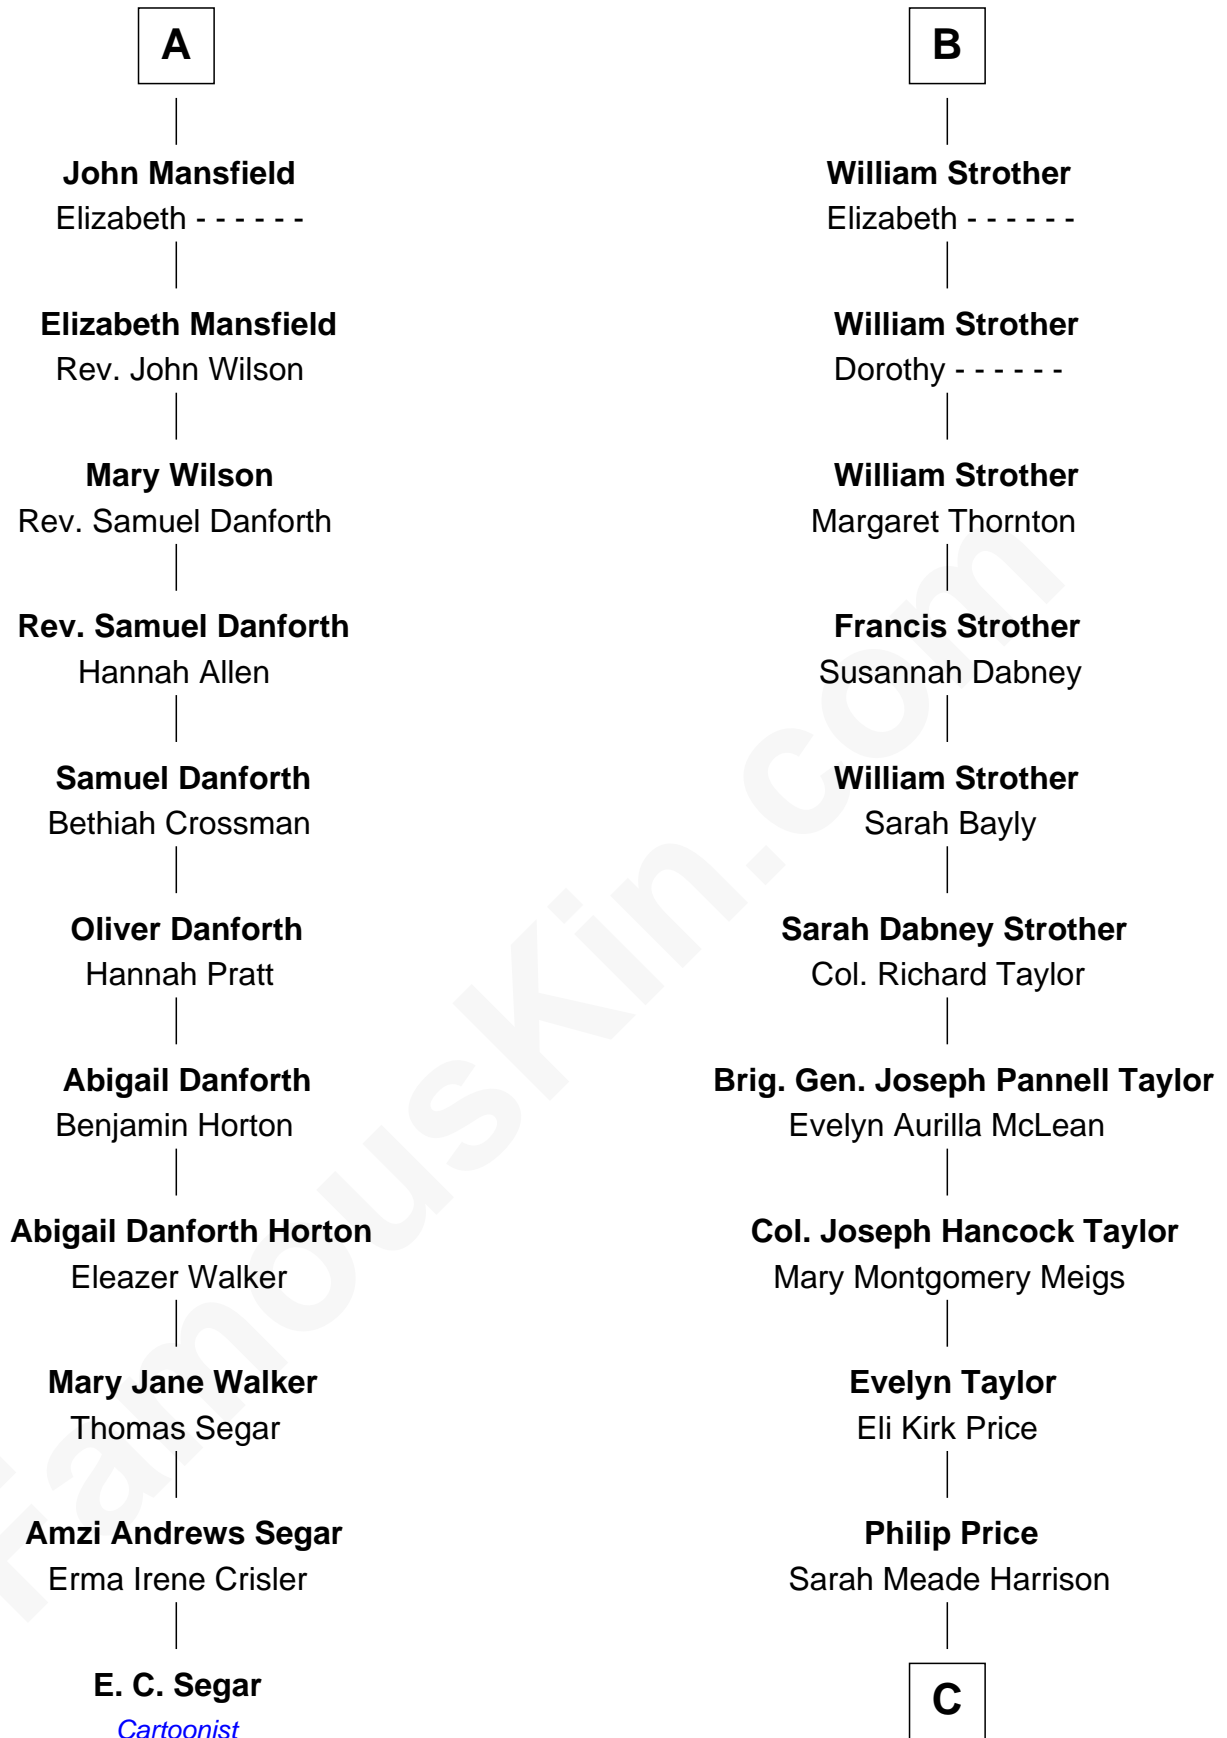 A
John Mansfield
Elizabeth - - - - - -
Elizabeth Mansfield
Rev. John Wilson
Mary Wilson
Rev. Samuel Danforth
Rev. Samuel Danforth
Hannah Allen
Samuel Danforth
Bethiah Crossman
Oliver Danforth
Hannah Pratt
Abigail Danforth
Benjamin Horton
Abigail Danforth Horton
Eleazer Walker
Mary Jane Walker
Thomas Segar
Amzi Andrews Segar
Erma Irene Crisler
E. C. Segar
Cartoonist
B
William Strother
Elizabeth - - - - - -
William Strother
Dorothy - - - - - -
William Strother
Margaret Thornton
Francis Strother
Susannah Dabney
William Strother
Sarah Bayly
Sarah Dabney Strother
Col. Richard Taylor
Brig. Gen. Joseph Pannell Taylor
Evelyn Aurilla McLean
Col. Joseph Hancock Taylor
Mary Montgomery Meigs
Evelyn Taylor
Eli Kirk Price
Philip Price
Sarah Meade Harrison
C
FamousKin.com